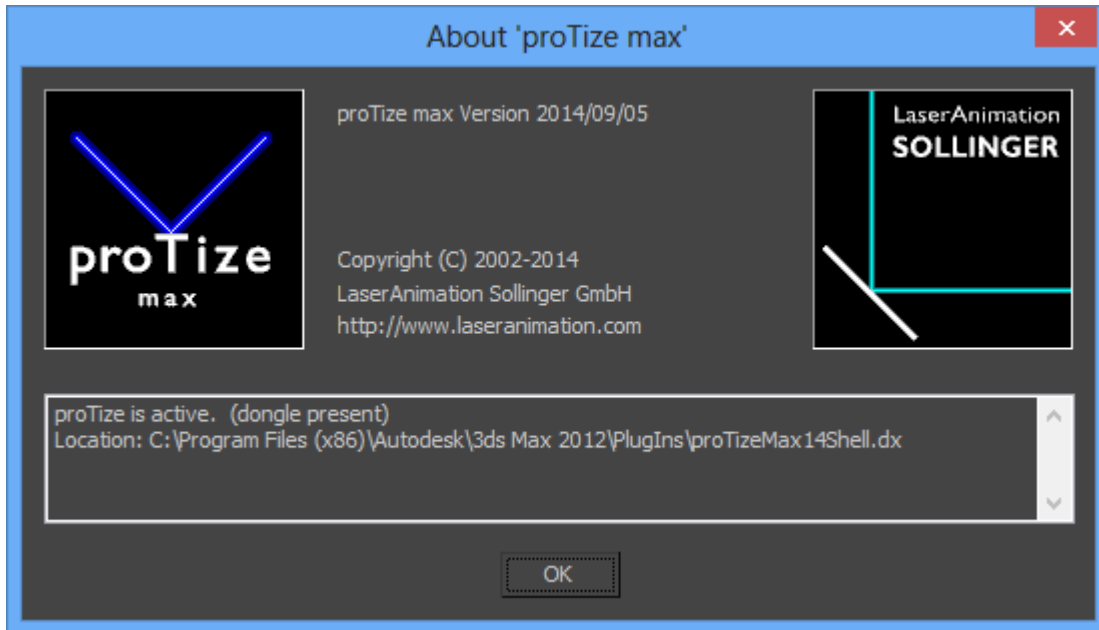 About 'proTize max'
proTize
max
proTize max Version 2014/09/05
Copyright (C) 2002-2014
LaserAnimation Sollinger GmbH
http://www.laseranimation.com
LaserAnimation
SOLLINGER
proTize is active.  (dongle present)
Location: C:\Program Files (x86)\Autodesk\3ds Max 2012\PlugIns\proTizeMax14Shell.dx
OK